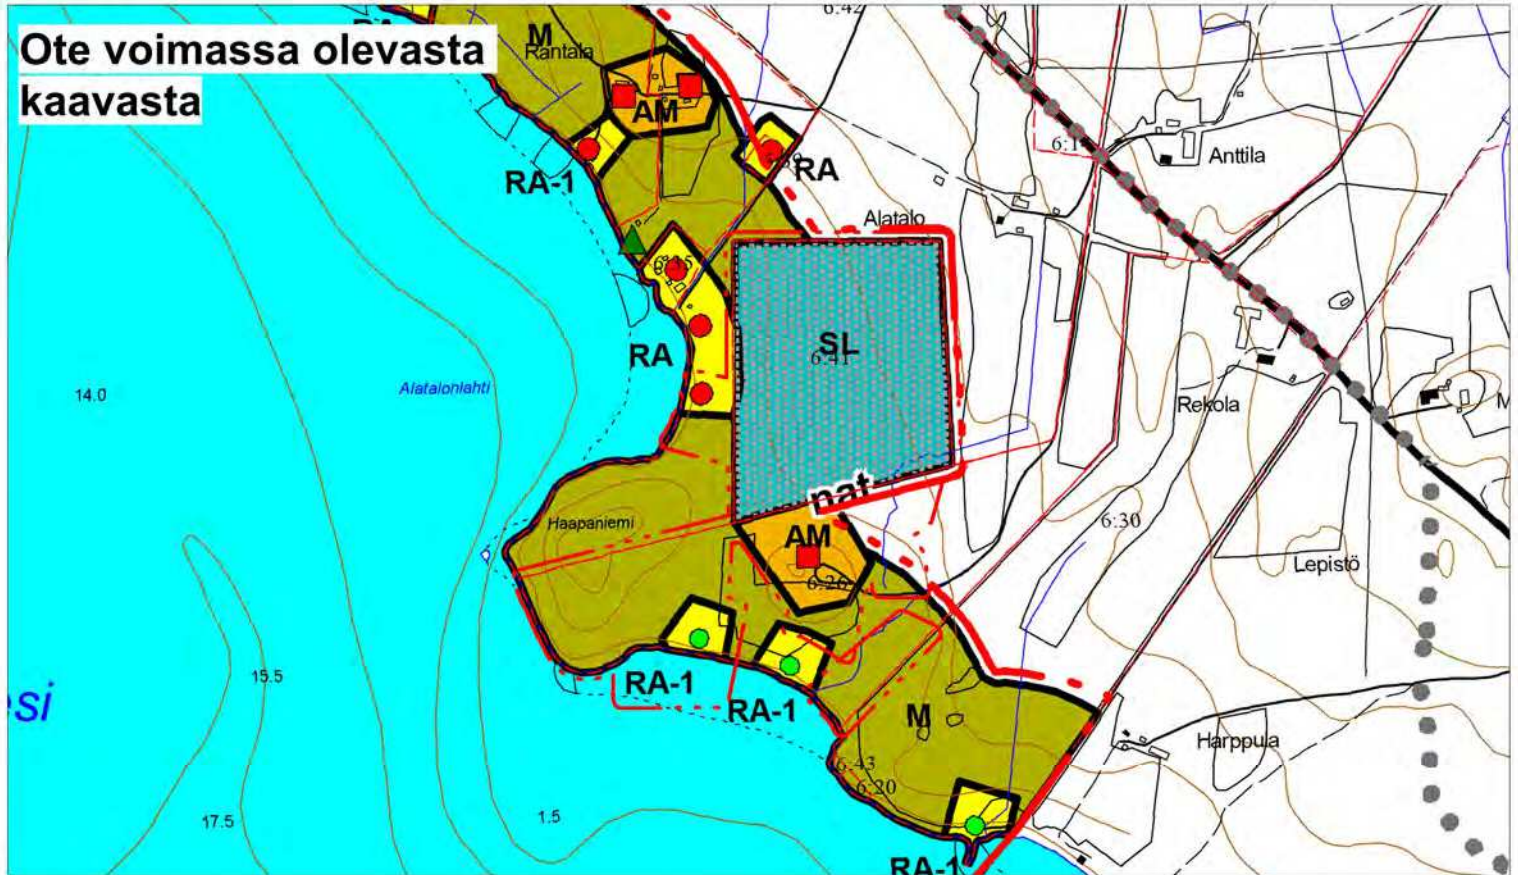 Ote voimassa olevasta
kaavasta
M
Rantala
6:42
AM
Anttila
RA-1
RA
Alatalo
SL
6:41
RA
14.0
Alatalonlahti
Rekola
nat
Haapaniemi
AM
6:30
6:26
Lepistö
15.5
RA-1
RA-1
M
Harppula
6:43
6:20
17.5
1.5
RA-1